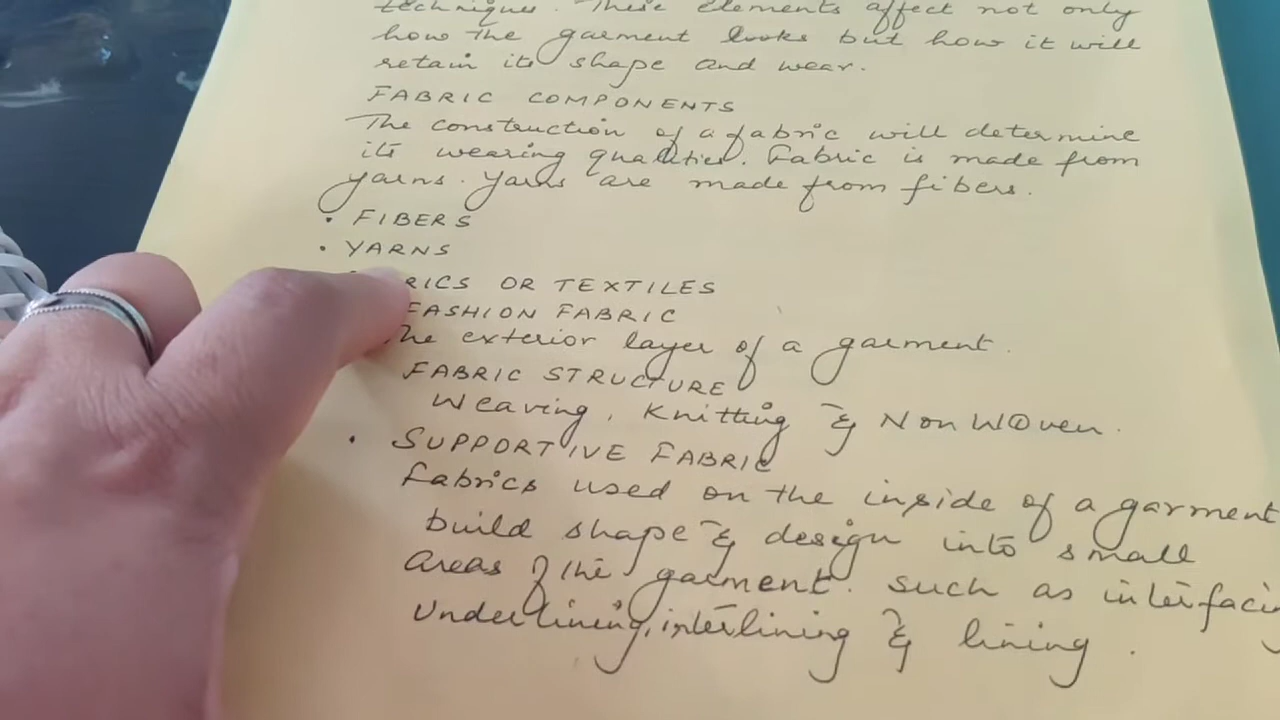 techniques. These elements affect not only
how the garment looks but how it will
retain its shape and wear.
FABRIC COMPONENTS
The construction of a fabric will determine
its wearing qualities. Fabric is made from
yarns. Yarns are made from fibers.
• FIBERS
• YARNS
RICS OR TEXTILES
FASHION FABRIC
The exterior layer of a garment.
FABRIC STRUCTURE
Weaving, Knitting & Non Woven.
• SUPPORTIVE FABRIC
Fabrics used on the inside of a garment
build shape & design into small
areas of the garment. such as interfacin
Underlining, interlining & lining.